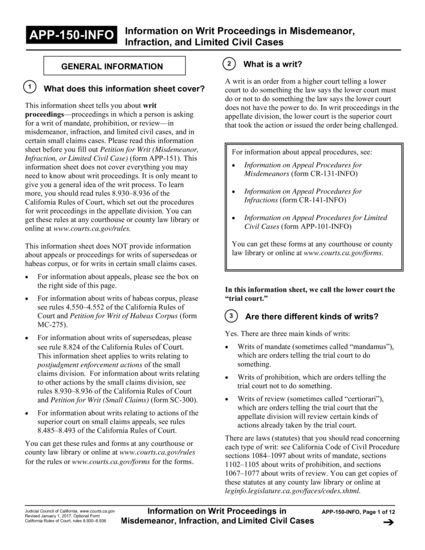 APP-150-INFO
Information on Writ Proceedings in Misdemeanor,
Infraction, and Limited Civil Cases
GENERAL INFORMATION
1 What does this information sheet cover?
This information sheet tells you about writ
proceedings—proceedings in which a person is asking
for a writ of mandate, prohibition, or review—in
misdemeanor, infraction, and limited civil cases, and in
certain small claims cases. Please read this information
sheet before you fill out Petition for Writ (Misdemeanor,
Infraction, or Limited Civil Case) (form APP-151). This
information sheet does not cover everything you may
need to know about writ proceedings. It is only meant to
give you a general idea of the writ process. To learn
more, you should read rules 8.930–8.936 of the
California Rules of Court, which set out the procedures
for writ proceedings in the appellate division. You can
get these rules at any courthouse or county law library or
online at www.courts.ca.gov/rules.
This information sheet does NOT provide information
about appeals or proceedings for writs of supersedeas or
habeas corpus, or for writs in certain small claims cases.
• For information about appeals, please see the box on
the right side of this page.
• For information about writs of habeas corpus, please
see rules 4.550–4.552 of the California Rules of
Court and Petition for Writ of Habeas Corpus (form
MC-275).
• For information about writs of supersedeas, please
see rule 8.824 of the California Rules of Court.
This information sheet applies to writs relating to
postjudgment enforcement actions of the small
claims division. For information about writs relating
to other actions by the small claims division, see
rules 8.930–8.936 of the California Rules of Court
and Petition for Writ (Small Claims) (form SC-300).
• For information about writs relating to actions of the
superior court on small claims appeals, see rules
8.485–8.493 of the California Rules of Court.
You can get these rules and forms at any courthouse or
county law library or online at www.courts.ca.gov/rules
for the rules or www.courts.ca.gov/forms for the forms.
2 What is a writ?
A writ is an order from a higher court telling a lower
court to do something the law says the lower court must
do or not to do something the law says the lower court
does not have the power to do. In writ proceedings in the
appellate division, the lower court is the superior court
that took the action or issued the order being challenged.
For information about appeal procedures, see:
• Information on Appeal Procedures for
Misdemeanors (form CR-131-INFO)
• Information on Appeal Procedures for
Infractions (form CR-141-INFO)
• Information on Appeal Procedures for Limited
Civil Cases (form APP-101-INFO)
You can get these forms at any courthouse or county
law library or online at www.courts.ca.gov/forms.
In this information sheet, we call the lower court the
“trial court.”
3 Are there different kinds of writs?
Yes. There are three main kinds of writs:
• Writs of mandate (sometimes called “mandamus”),
which are orders telling the trial court to do
something.
• Writs of prohibition, which are orders telling the
trial court not to do something.
• Writs of review (sometimes called “certiorari”),
which are orders telling the trial court that the
appellate division will review certain kinds of
actions already taken by the trial court.
There are laws (statutes) that you should read concerning
each type of writ: see California Code of Civil Procedure
sections 1084–1097 about writs of mandate, sections
1102–1105 about writs of prohibition, and sections
1067–1077 about writs of review. You can get copies of
these statutes at any county law library or online at
leginfo.legislature.ca.gov/faces/codes.xhtml.
Judicial Council of California, www.courts.ca.gov
Revised January 1, 2017, Optional Form
California Rules of Court, rules 8.930–8.936
Information on Writ Proceedings in
Misdemeanor, Infraction, and Limited Civil Cases
APP-150-INFO, Page 1 of 12